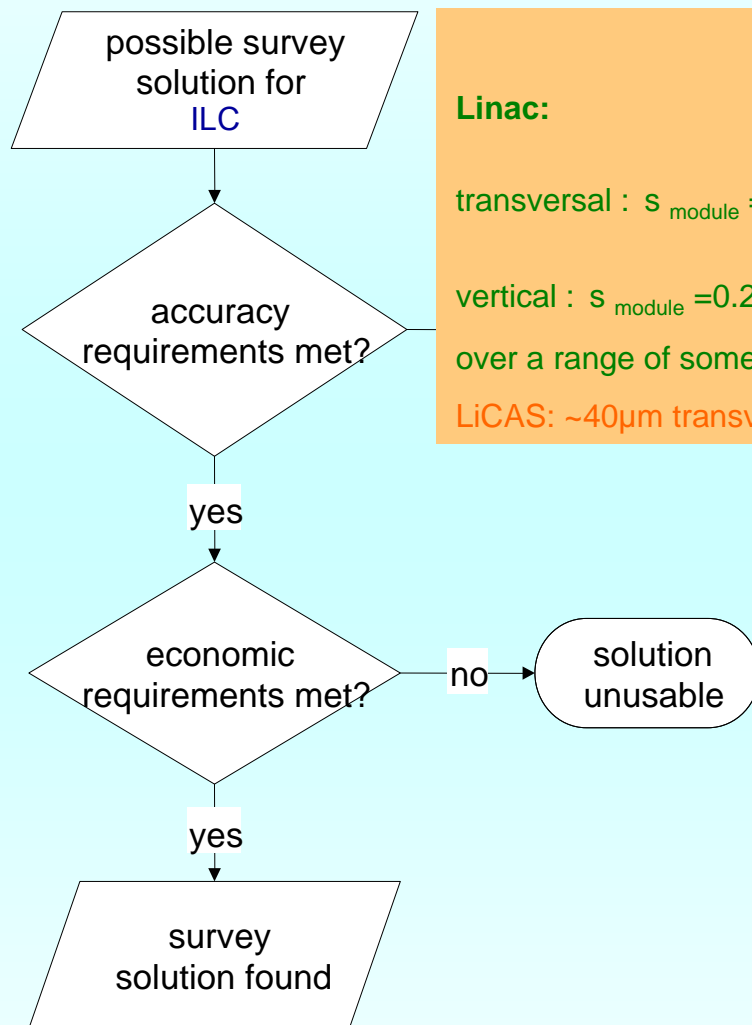 possible survey
solution for
ILC
Linac:
transversal : s module =
vertical : s module =0.2
over a range of some
LiCAS: ~40µm transv
accuracy
requirements met?
yes
economic
requirements met?
no
solution
unusable
yes
survey
solution found